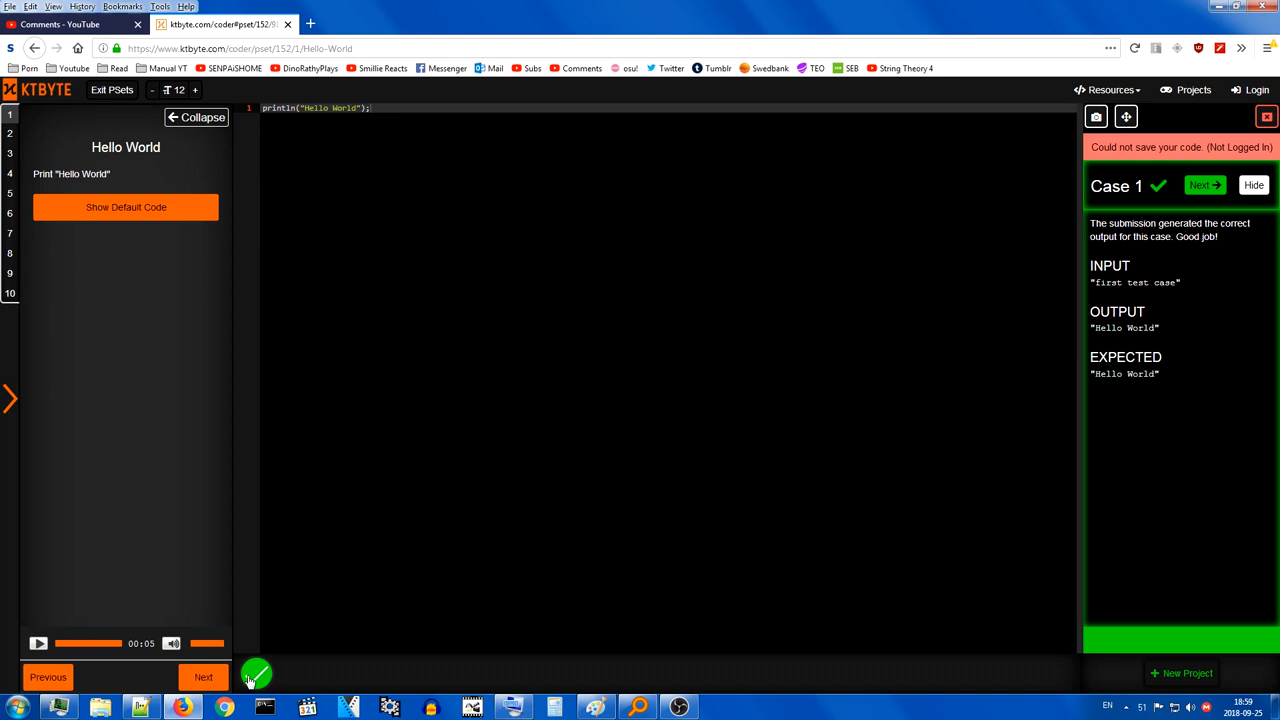 File Edit View History Bookmarks Tools Help
Comments - YouTube
ktbyte.com/coder#pset/152/9
https://www.ktbyte.com/coder/pset/152/1/Hello-World
Porn Youtube Read Manual YT SENPAiSHOME DinoRathyPlays Smillie Reacts Messenger Mail Subs Comments osu! Twitter Tumblr Swedbank TEO SEB String Theory 4
KTBYTE Exit PSets - T 12 + </> Resources Projects Login
1
2
3
4
5
6
7
8
9
10
Collapse
Hello World
Print "Hello World"
Show Default Code
00:05
Previous Next
1 println("Hello World");
Could not save your code. (Not Logged In)
Case 1 Next Hide
The submission generated the correct
output for this case. Good job!
INPUT
"first test case"
OUTPUT
"Hello World"
EXPECTED
"Hello World"
+ New Project
EN 51 18:59
2018-09-25